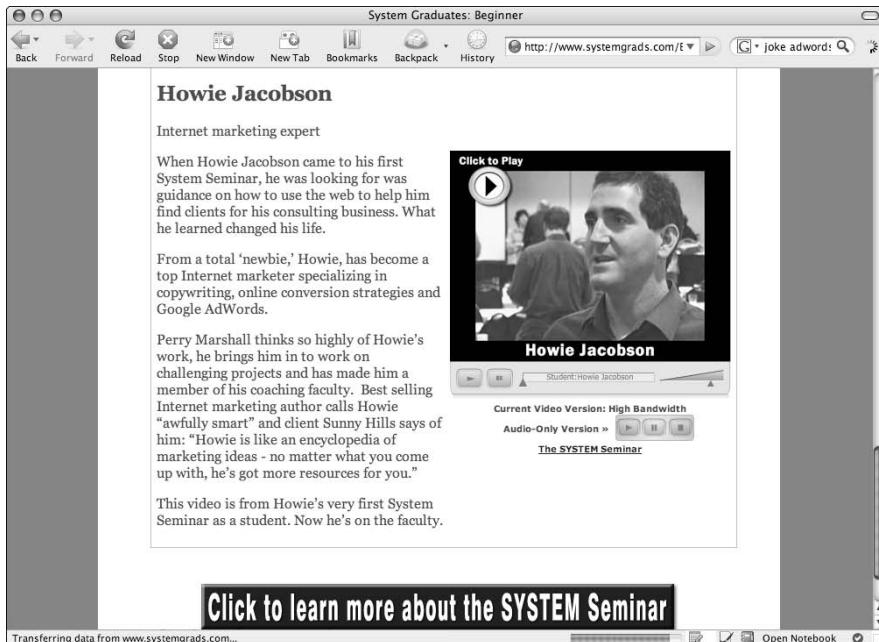 System Graduates: Beginner
Back Forward Reload Stop New Window New Tab Bookmarks Backpack History http://www.systemgrads.com/ joke adwords
Howie Jacobson
Internet marketing expert
When Howie Jacobson came to his first
System Seminar, he was looking for was
guidance on how to use the web to help him
find clients for his consulting business. What
he learned changed his life.
From a total ‘newbie,’ Howie, has become a
top Internet marketer specializing in
copywriting, online conversion strategies and
Google AdWords.
Perry Marshall thinks so highly of Howie’s
work, he brings him in to work on
challenging projects and has made him a
member of his coaching faculty. Best selling
Internet marketing author calls Howie
“awfully smart” and client Sunny Hills says of
him: “Howie is like an encyclopedia of
marketing ideas - no matter what you come
up with, he’s got more resources for you.”
This video is from Howie’s very first System
Seminar as a student. Now he’s on the faculty.
Click to Play
Howie Jacobson
Student:Howie Jacobson
Current Video Version: High Bandwidth
Audio-Only Version »
The SYSTEM Seminar
Click to learn more about the SYSTEM Seminar
Transferring data from www.systemgrads.com... Open Notebook